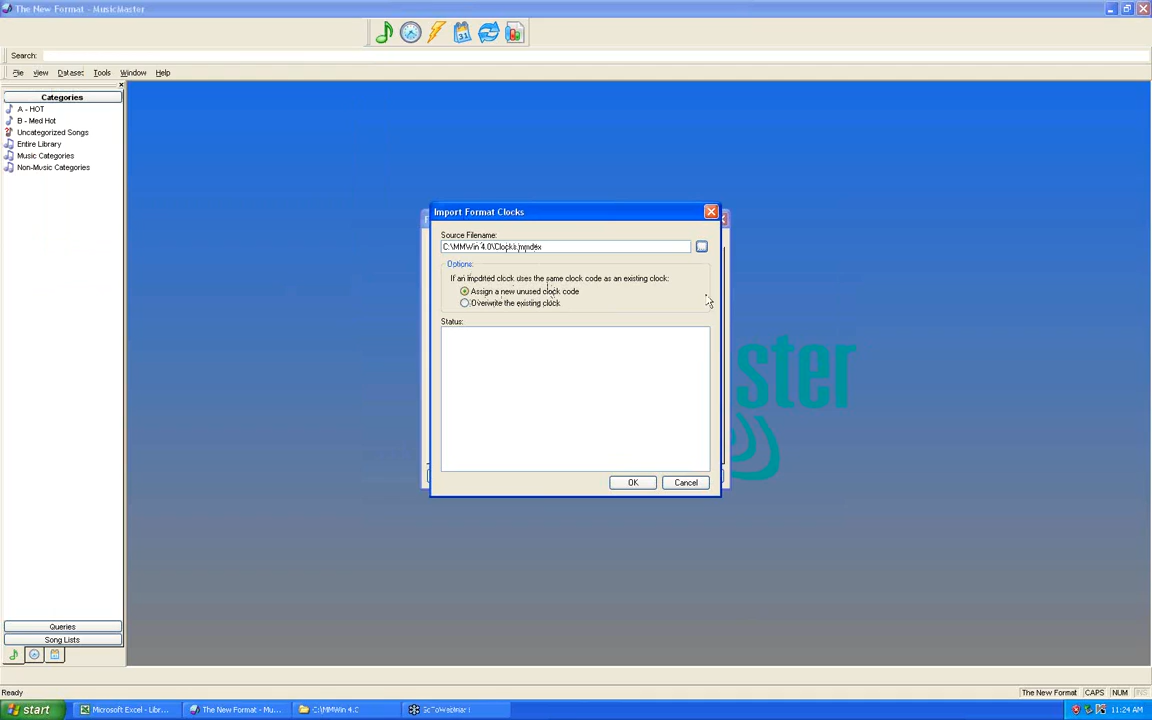 The New Format - MusicMaster
Search:
File View Dataset Tools Window Help
Categories
A - HOT
B - Med Hot
Uncategorized Songs
Entire Library
Music Categories
Non-Music Categories
Import Format Clocks
Source Filename:
C:\MMWin 4.0\Clocks.mmdex
Options:
If an imported clock uses the same clock code as an existing clock:
Assign a new unused clock code
Overwrite the existing clock
Status:
ster
OK Cancel
Queries
Song Lists
Ready The New Format CAPS NUM INS
start Microsoft Excel - Libr... The New Format - Mu... C:\MMWin 4.0 11:24 AM